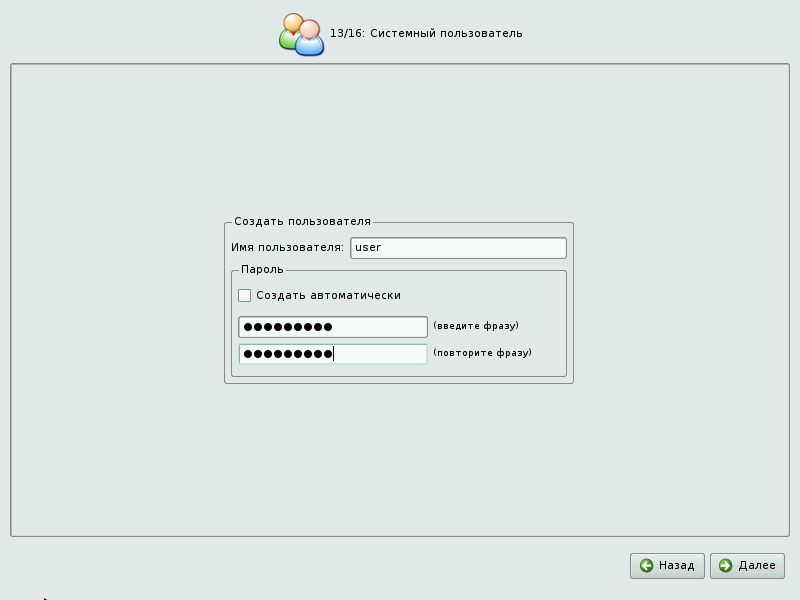 13/16: Системный пользователь
Создать пользователя
Имя пользователя: user
Пароль
Создать автоматически
●●●●●●●●● (введите фразу)
●●●●●●●●● (повторите фразу)
Назад Далее